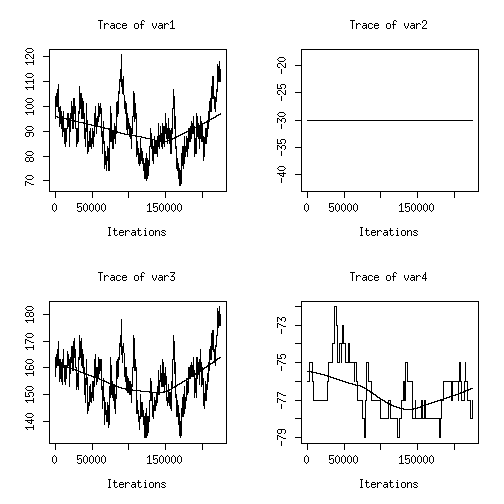 Trace of var1
120
110
100
90
80
70
0 50000 150000
Iterations
Trace of var2
-20
-25
-30
-35
-40
0 50000 150000
Iterations
Trace of var3
180
170
160
150
140
0 50000 150000
Iterations
Trace of var4
-73
-75
-77
-79
0 50000 150000
Iterations